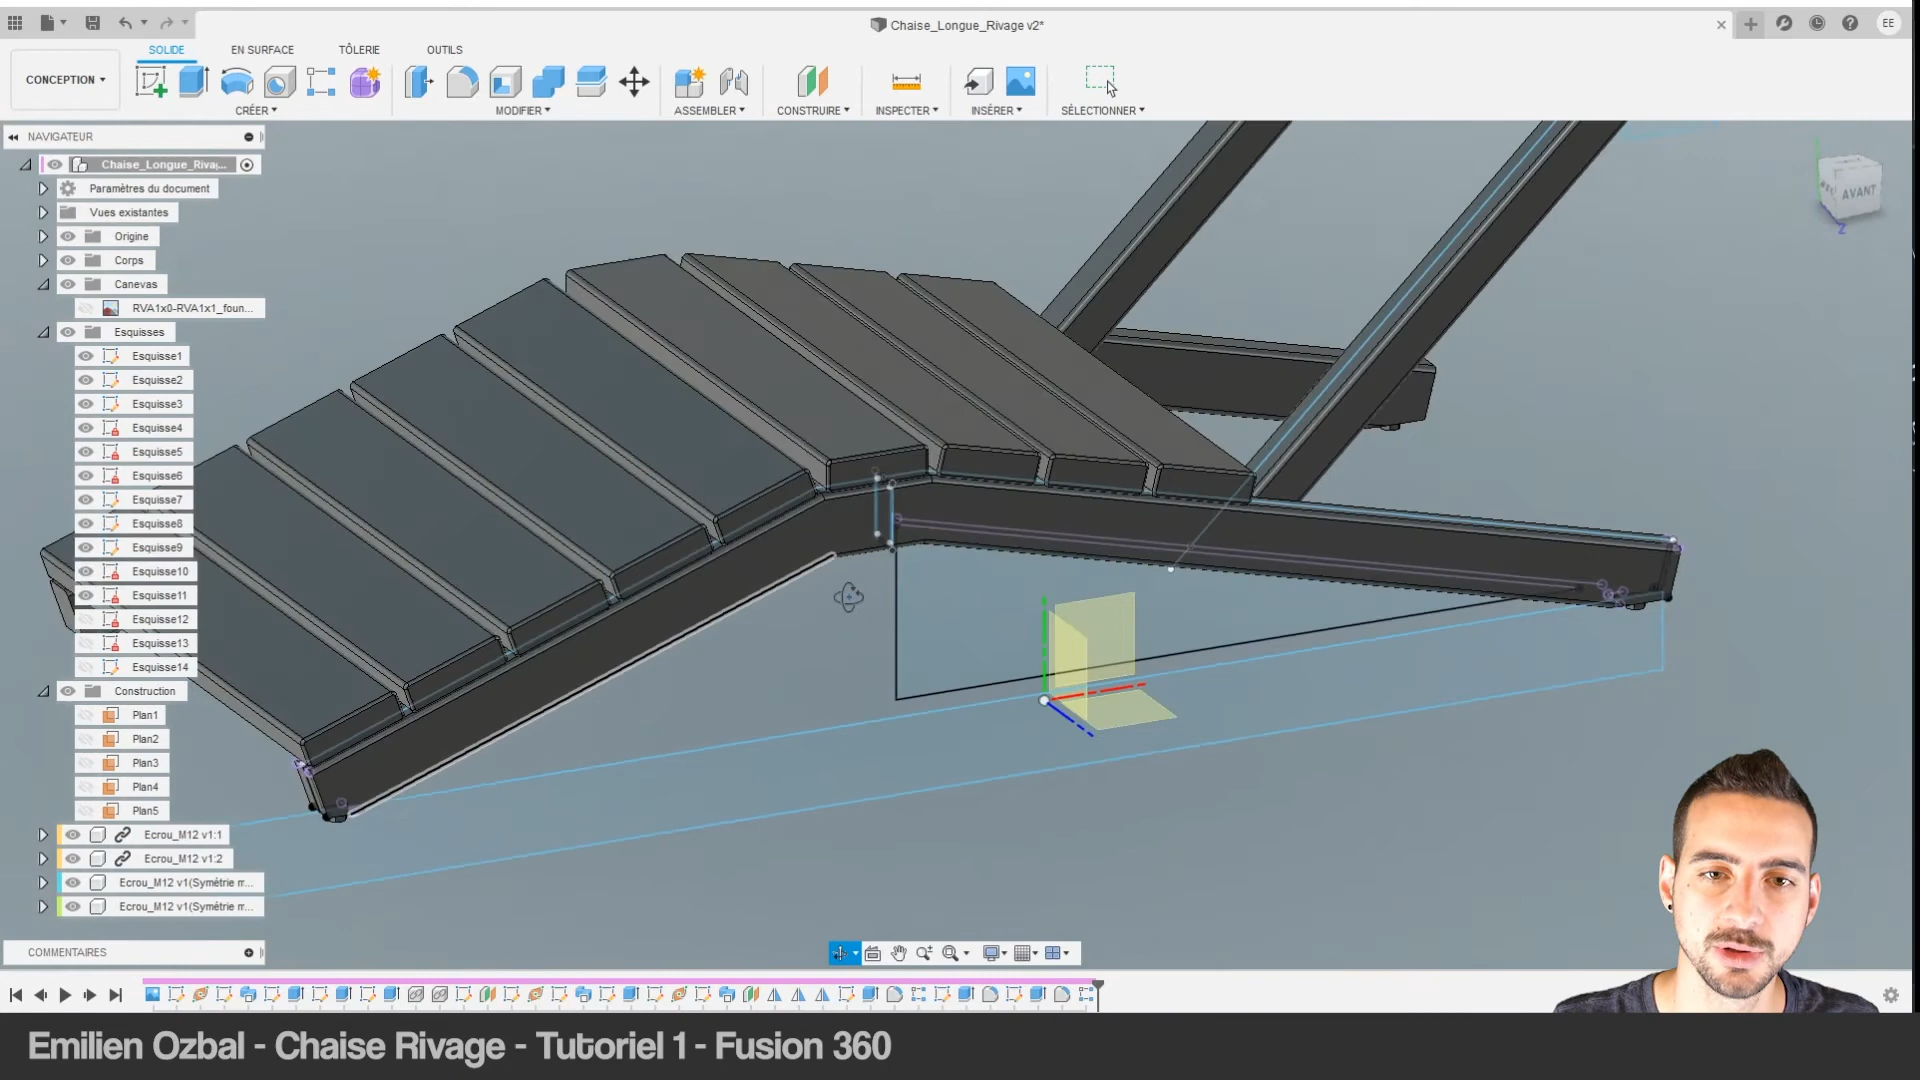 Chaise_Longue_Rivage v2*
EE
SOLIDE
EN SURFACE
TÔLERIE
OUTILS
CONCEPTION
CRÉER
MODIFIER
ASSEMBLER
CONSTRUIRE
INSPECTER
INSÉRER
SÉLECTIONNER
NAVIGATEUR
Chaise_Longue_Riva...
Paramètres du document
Vues existantes
Origine
Corps
Canevas
RVA1x0-RVA1x1_foun...
Esquisses
Esquisse1
Esquisse2
Esquisse3
Esquisse4
Esquisse5
Esquisse6
Esquisse7
Esquisse8
Esquisse9
Esquisse10
Esquisse11
Esquisse12
Esquisse13
Esquisse14
Construction
Plan1
Plan2
Plan3
Plan4
Plan5
Ecrou_M12 v1:1
Ecrou_M12 v1:2
Ecrou_M12 v1(Symétrie m...
Ecrou_M12 v1(Symétrie m...
AVANT
Z
COMMENTAIRES
Emilien Ozbal - Chaise Rivage - Tutoriel 1 - Fusion 360